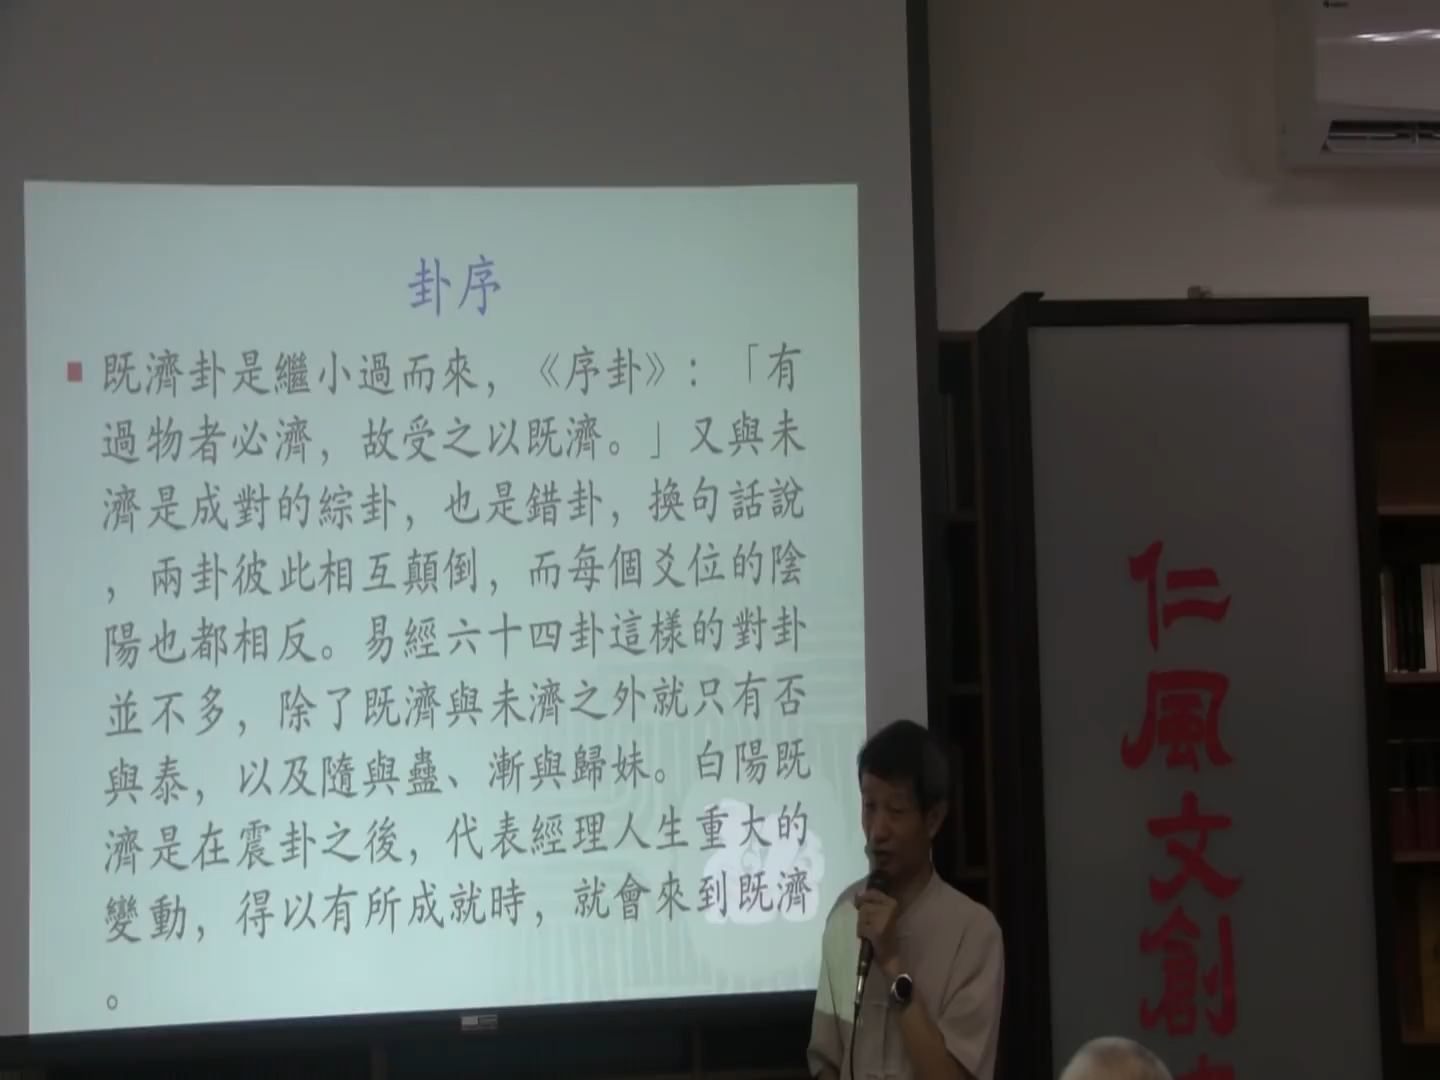 卦序
既濟卦是繼小過而來，《序卦》：「有
過物者必濟，故受之以既濟。」又與未
濟是成對的綜卦，也是錯卦，換句話說
，兩卦彼此相互顛倒，而每個爻位的陰
陽也都相反。易經六十四卦這樣的對卦
並不多，除了既濟與未濟之外就只有否
與泰，以及隨與蠱、漸與歸妹。白陽既
濟是在震卦之後，代表經理人生重大的
變動，得以有所成就時，就會來到既濟
。
仁風文創